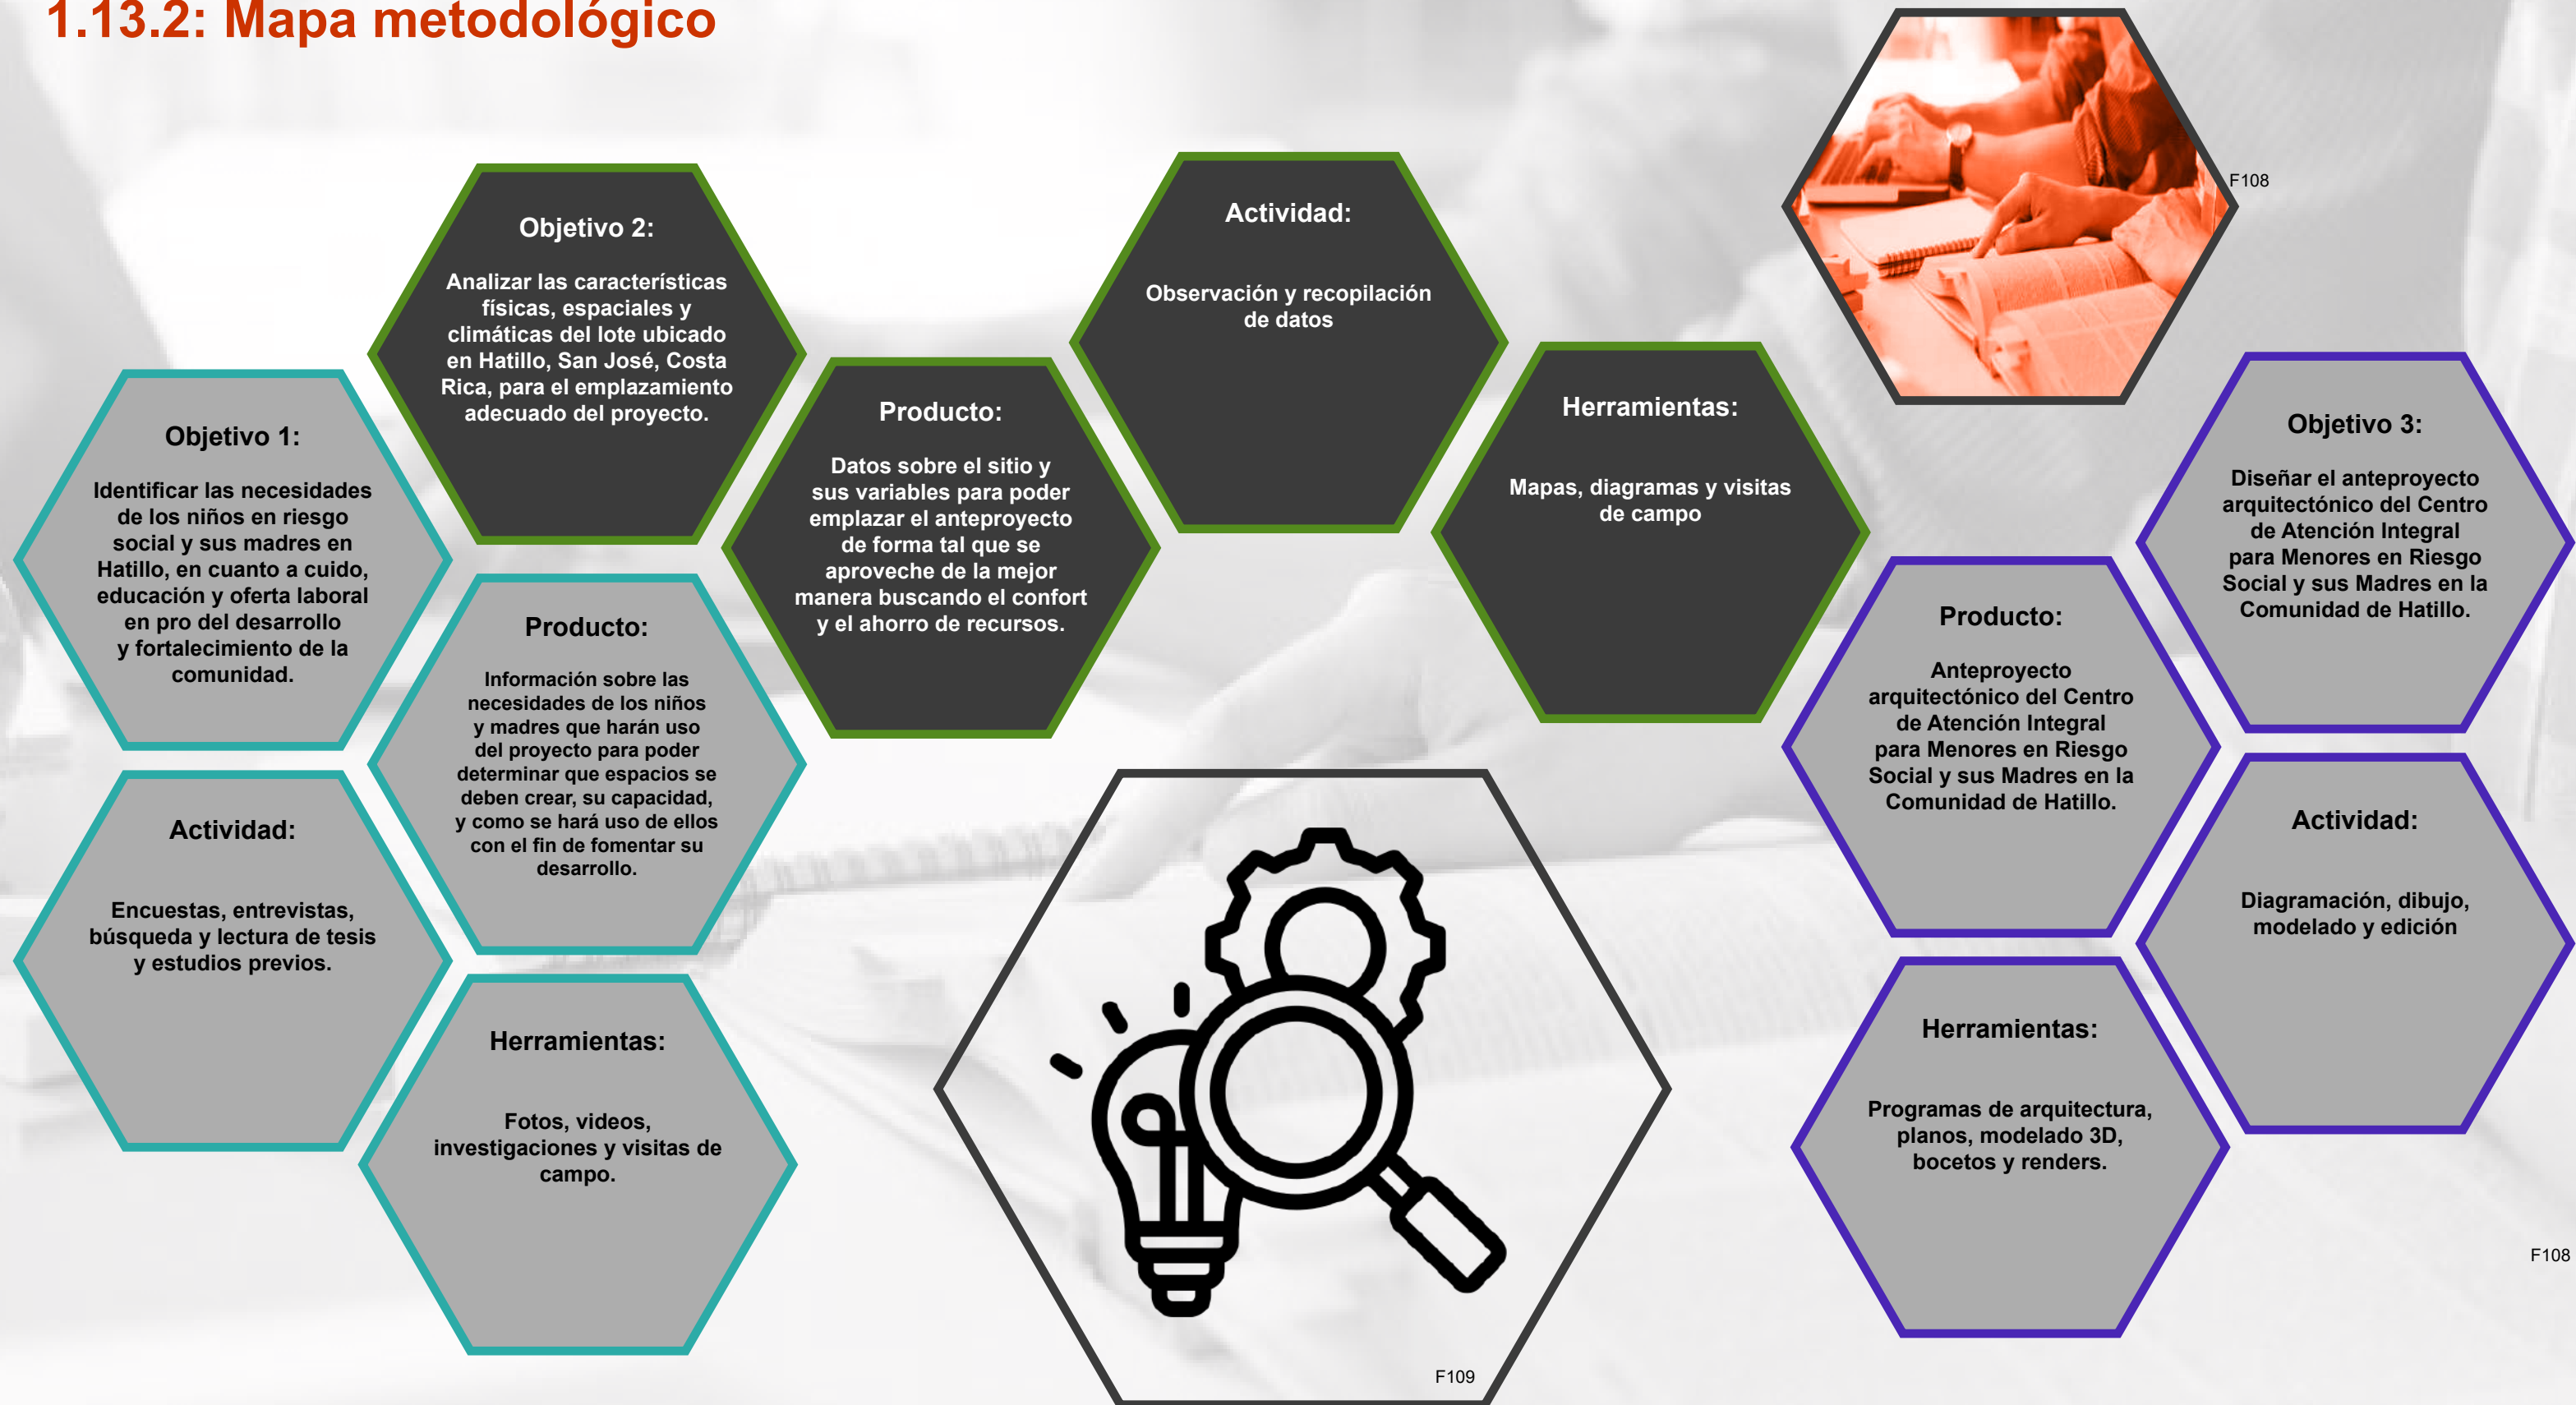 1.13.2: Mapa metodológico
Objetivo 1:
Identificar las necesidades
de los niños en riesgo
social y sus madres en
Hatillo, en cuanto a cuido,
educación y oferta laboral
en pro del desarrollo
y fortalecimiento de la
comunidad.
Actividad:
Encuestas, entrevistas,
búsqueda y lectura de tesis
y estudios previos.
Producto:
Información sobre las
necesidades de los niños
y madres que harán uso
del proyecto para poder
determinar que espacios se
deben crear, su capacidad,
y como se hará uso de ellos
con el fin de fomentar su
desarrollo.
Herramientas:
Fotos, videos,
investigaciones y visitas de
campo.
Objetivo 2:
Analizar las características
físicas, espaciales y
climáticas del lote ubicado
en Hatillo, San José, Costa
Rica, para el emplazamiento
adecuado del proyecto.
Producto:
Datos sobre el sitio y
sus variables para poder
emplazar el anteproyecto
de forma tal que se
aproveche de la mejor
manera buscando el confort
y el ahorro de recursos.
Actividad:
Observación y recopilación
de datos
Herramientas:
Mapas, diagramas y visitas
de campo
F108
Objetivo 3:
Diseñar el anteproyecto
arquitectónico del Centro
de Atención Integral
para Menores en Riesgo
Social y sus Madres en la
Comunidad de Hatillo.
Producto:
Anteproyecto
arquitectónico del Centro
de Atención Integral
para Menores en Riesgo
Social y sus Madres en la
Comunidad de Hatillo.
Actividad:
Diagramación, dibujo,
modelado y edición
Herramientas:
Programas de arquitectura,
planos, modelado 3D,
bocetos y renders.
F108
F109